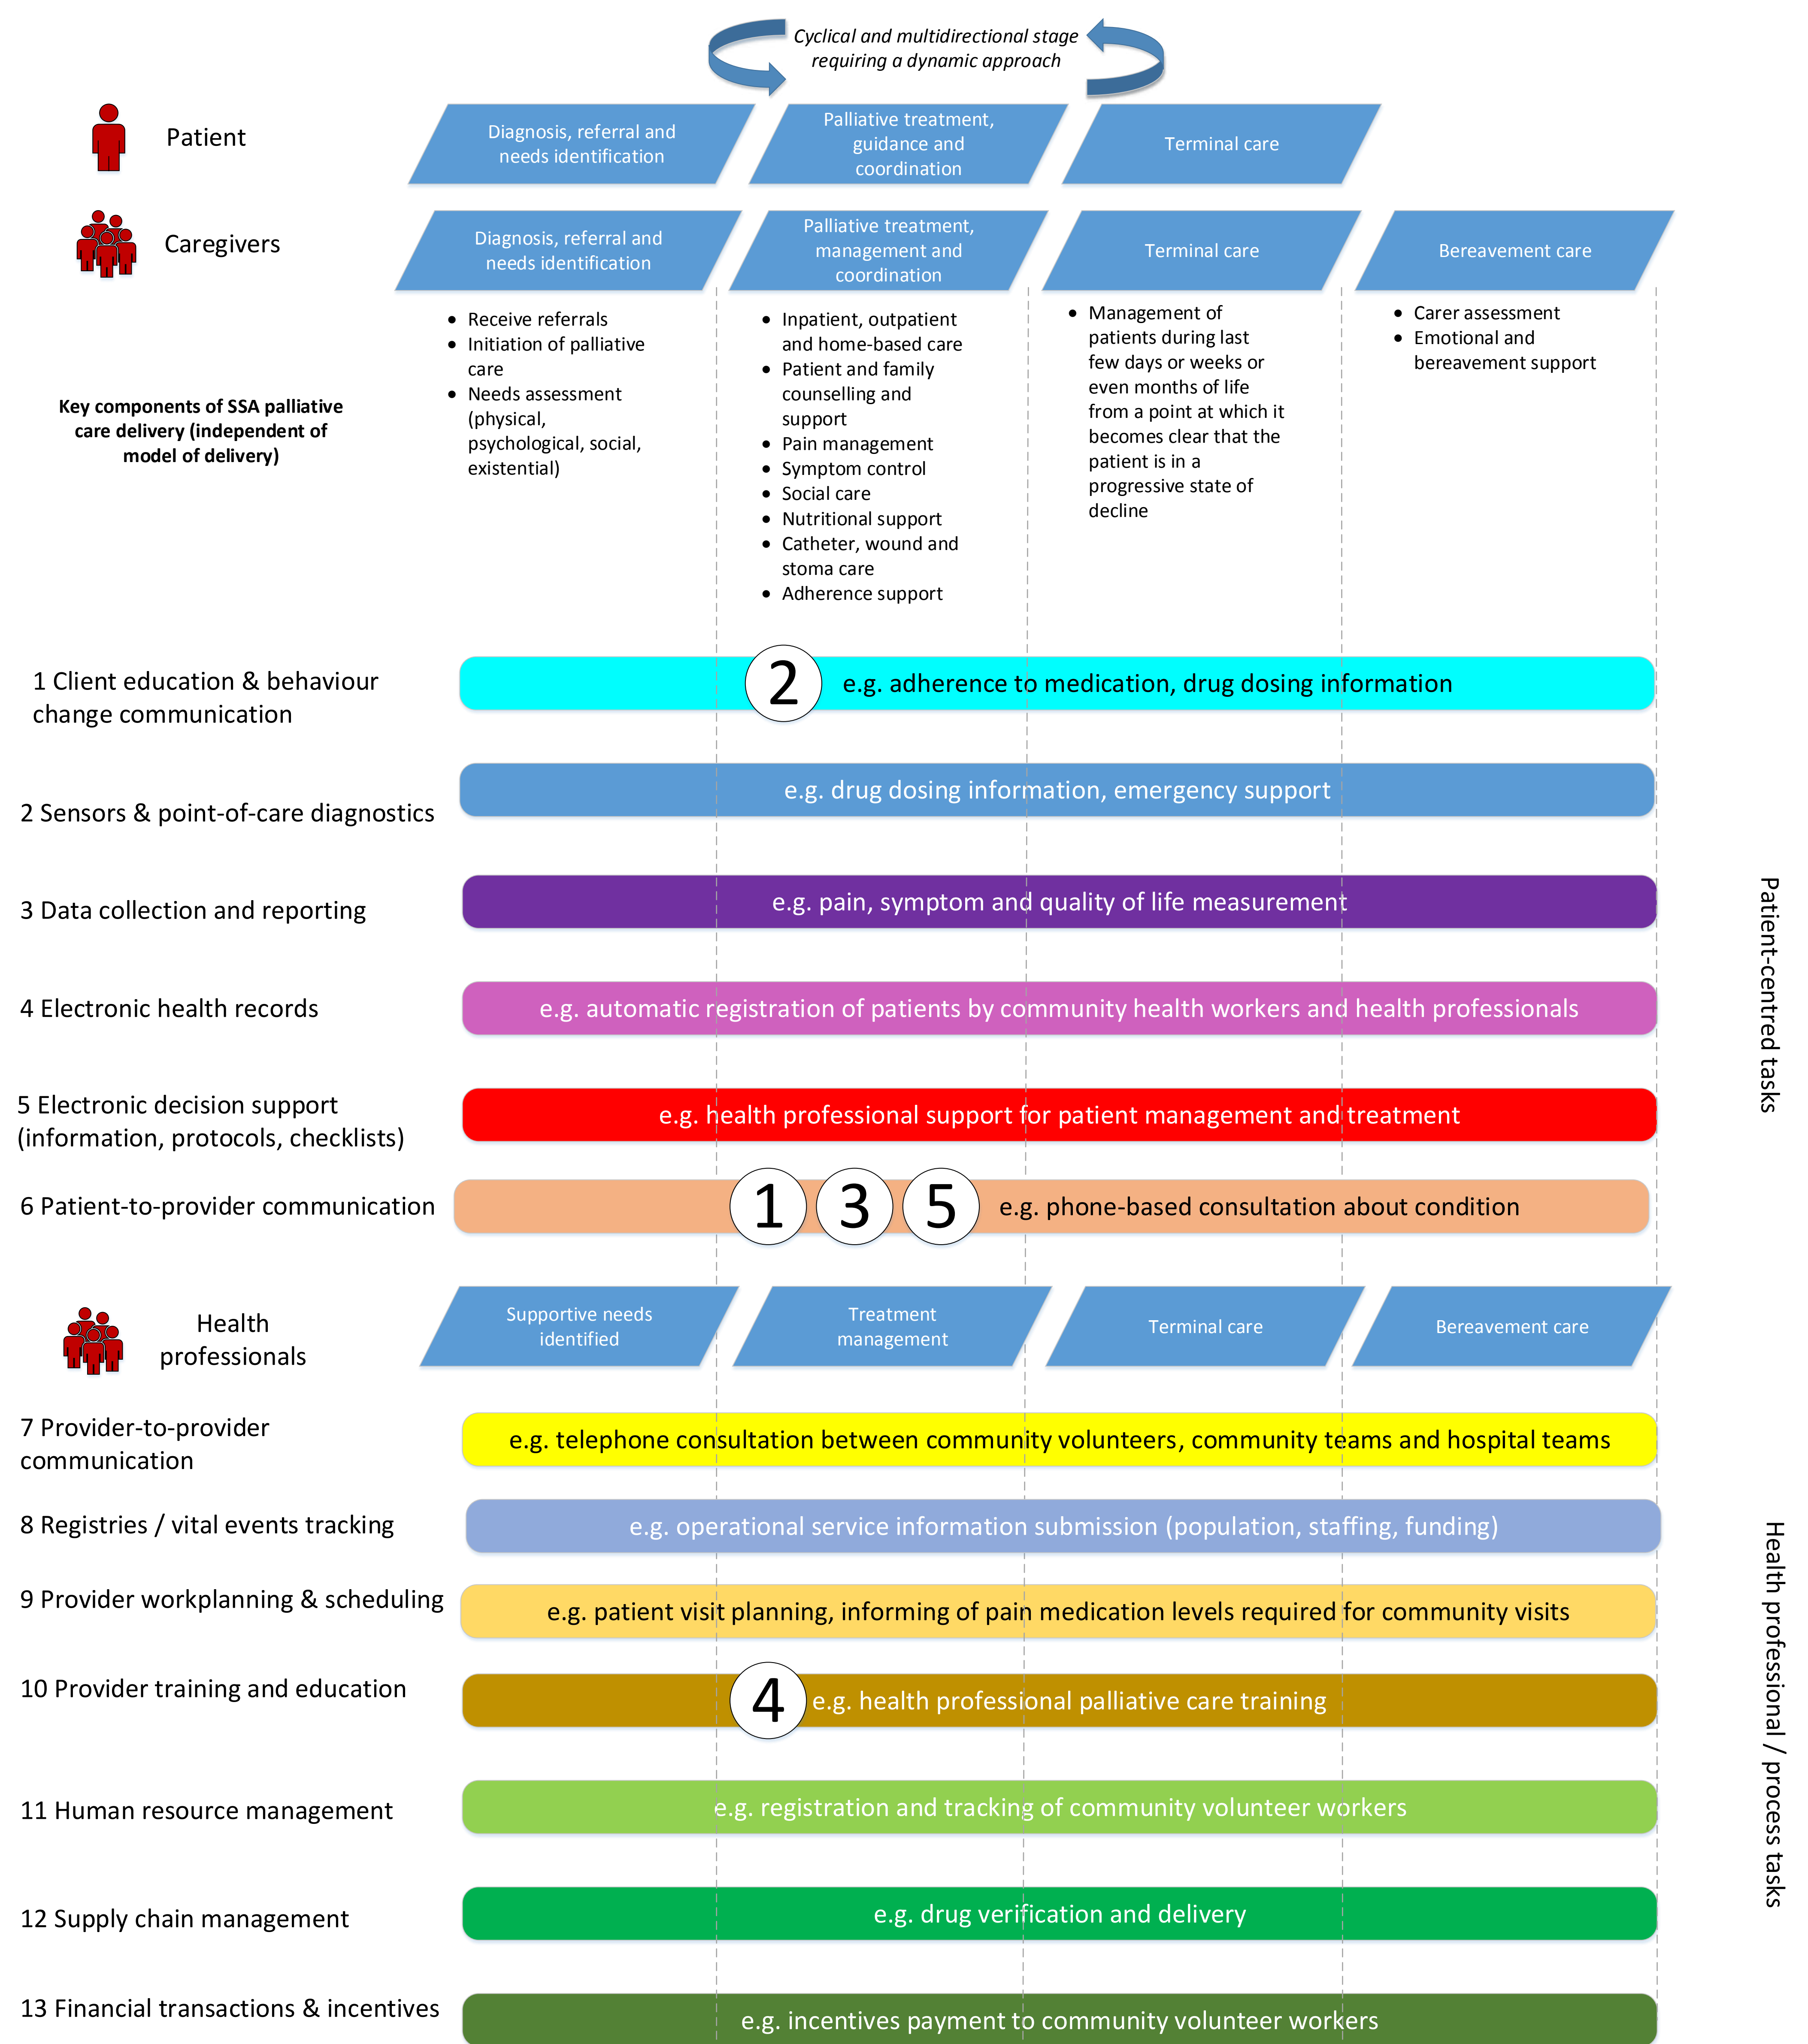 Cyclical and multidirectional stage
requiring a dynamic approach
Patient
Diagnosis, referral and
needs identification
Palliative treatment,
guidance and
coordination
Terminal care
Caregivers
Diagnosis, referral and
needs identification
Palliative treatment,
management and
coordination
Terminal care
Bereavement care
Key components of SSA palliative
care delivery (independent of
model of delivery)
• Receive referrals
• Initiation of palliative
care
• Needs assessment
(physical,
psychological, social,
existential)
• Inpatient, outpatient
and home-based care
• Patient and family
counselling and
support
• Pain management
• Symptom control
• Social care
• Nutritional support
• Catheter, wound and
stoma care
• Adherence support
• Management of
patients during last
few days or weeks or
even months of life
from a point at which it
becomes clear that the
patient is in a
progressive state of
decline
• Carer assessment
• Emotional and
bereavement support
1 Client education & behaviour
change communication
2
e.g. adherence to medication, drug dosing information
2 Sensors & point-of-care diagnostics
e.g. drug dosing information, emergency support
3 Data collection and reporting
e.g. pain, symptom and quality of life measurement
4 Electronic health records
e.g. automatic registration of patients by community health workers and health professionals
5 Electronic decision support
(information, protocols, checklists)
e.g. health professional support for patient management and treatment
6 Patient-to-provider communication
1 3 5
e.g. phone-based consultation about condition
Patient-centred tasks
Health
professionals
Supportive needs
identified
Treatment
management
Terminal care
Bereavement care
7 Provider-to-provider
communication
e.g. telephone consultation between community volunteers, community teams and hospital teams
8 Registries / vital events tracking
e.g. operational service information submission (population, staffing, funding)
9 Provider workplanning & scheduling
e.g. patient visit planning, informing of pain medication levels required for community visits
10 Provider training and education
4
e.g. health professional palliative care training
11 Human resource management
e.g. registration and tracking of community volunteer workers
12 Supply chain management
e.g. drug verification and delivery
13 Financial transactions & incentives
e.g. incentives payment to community volunteer workers
Health professional / process tasks